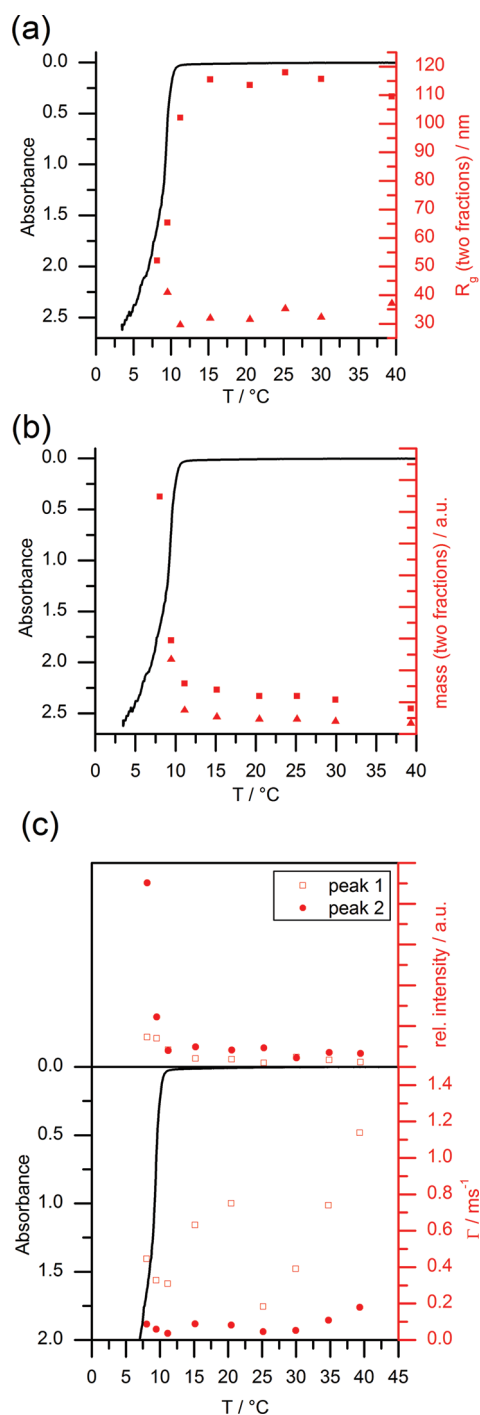 (a)
0.0
0.5
1.0
1.5
2.0
2.5
Absorbance
120
110
100
90
80
70
60
50
40
30
Rg (two fractions) / nm
0 5 10 15 20 25 30 35 40
T / °C
(b)
0.0
0.5
1.0
1.5
2.0
2.5
Absorbance
mass (two fractions) / a.u.
0 5 10 15 20 25 30 35 40
T / °C
(c)
peak 1
peak 2
rel. intensity / a.u.
0.0
0.5
1.0
1.5
2.0
Absorbance
1.4
1.2
1.0
0.8
0.6
0.4
0.2
0.0
Γ / ms-1
0 5 10 15 20 25 30 35 40 45
T / °C